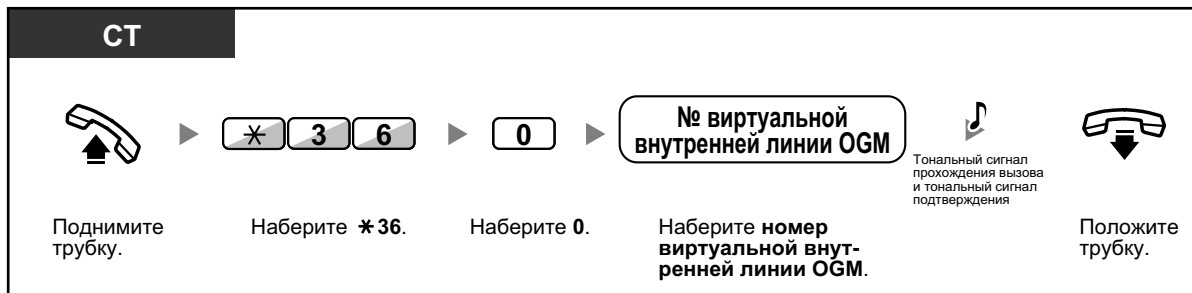 СТ
✳ 3 6
0
№ виртуальной
внутренней линии OGM
Тональный сигнал
прохождения вызова
и тональный сигнал
подтверждения
Поднимите
трубку.
Наберите ✳36.
Наберите 0.
Наберите номер
виртуальной внут-
ренней линии OGM.
Положите
трубку.